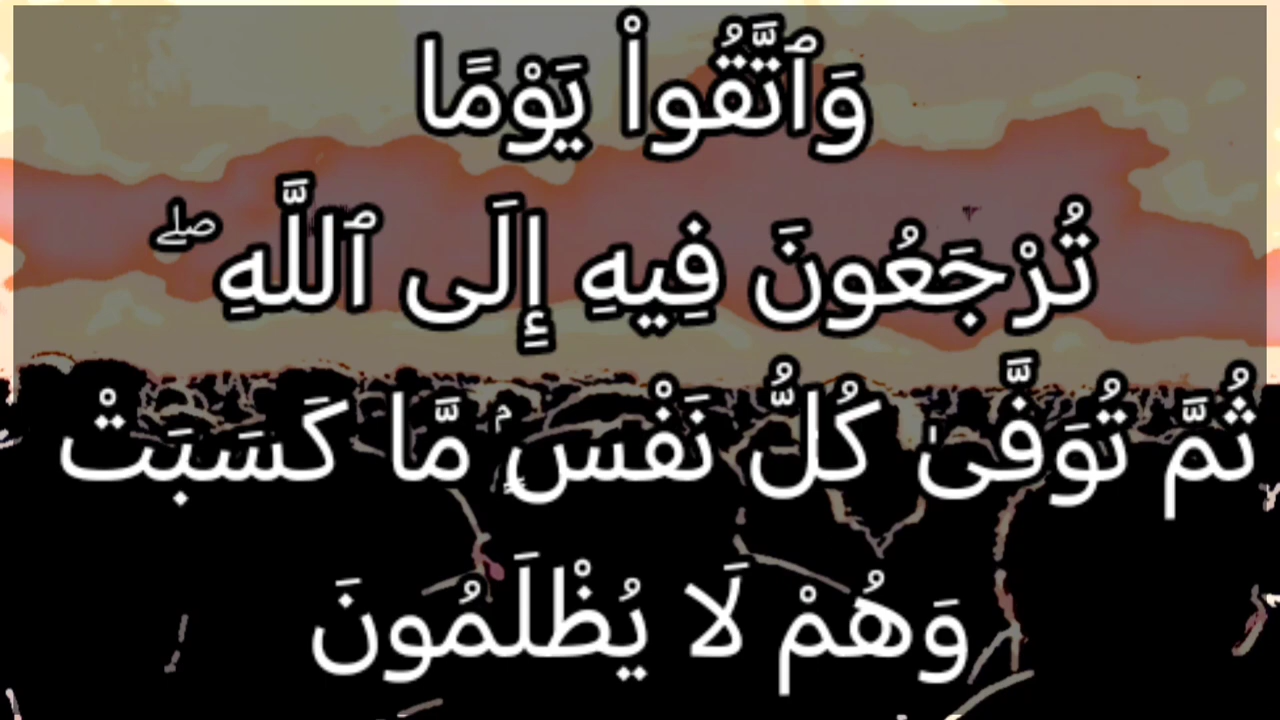 وَٱتَّقُوا۟ يَوْمًا
تُرْجَعُونَ فِيهِ إِلَى ٱللَّهِ ۖ
ثُمَّ تُوَفَّىٰ كُلُّ نَفْسٍۢ مَّا كَسَبَتْ
وَهُمْ لَا يُظْلَمُونَ